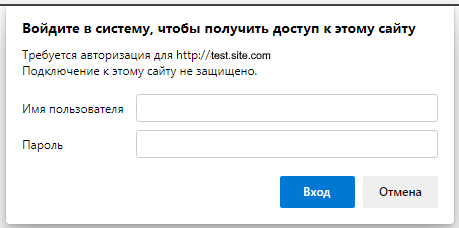 Войдите в систему, чтобы получить доступ к этому сайту
Требуется авторизация для http://test.site.com
Подключение к этому сайту не защищено.
Имя пользователя
Пароль
Вход Отмена